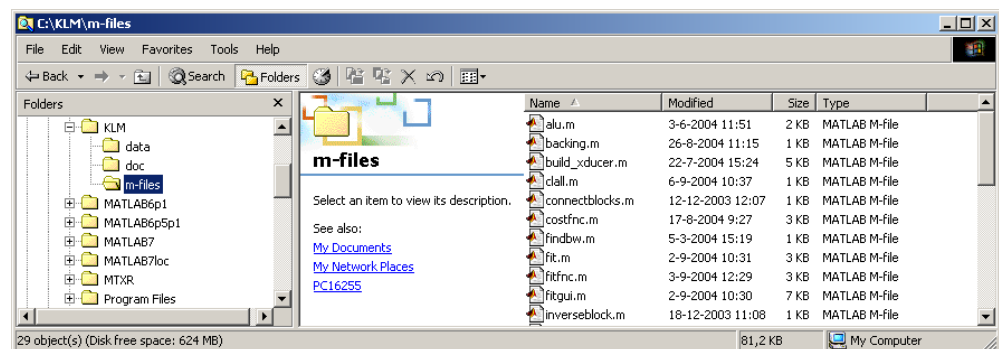 C:\KLM\m-files
File Edit View Favorites Tools Help
Back Search Folders
Folders
KLM
data
doc
m-files
MATLAB6p1
MATLAB6p5p1
MATLAB7
MATLAB7loc
MTXR
Program Files
m-files
Select an item to view its description.
See also:
My Documents
My Network Places
PC16255
Name Modified Size Type
alu.m 3-6-2004 11:51 2 KB MATLAB M-file
backing.m 26-8-2004 11:15 1 KB MATLAB M-file
build_xducer.m 22-7-2004 15:24 5 KB MATLAB M-file
clall.m 6-9-2004 10:37 1 KB MATLAB M-file
connectblocks.m 12-12-2003 12:07 1 KB MATLAB M-file
costfnc.m 17-8-2004 9:27 3 KB MATLAB M-file
findbw.m 5-3-2004 15:19 1 KB MATLAB M-file
fit.m 2-9-2004 10:31 3 KB MATLAB M-file
fitfnc.m 3-9-2004 12:29 3 KB MATLAB M-file
fitgui.m 2-9-2004 10:30 7 KB MATLAB M-file
inverseblock.m 18-12-2003 11:08 1 KB MATLAB M-file
29 object(s) (Disk free space: 624 MB) 81,2 KB My Computer